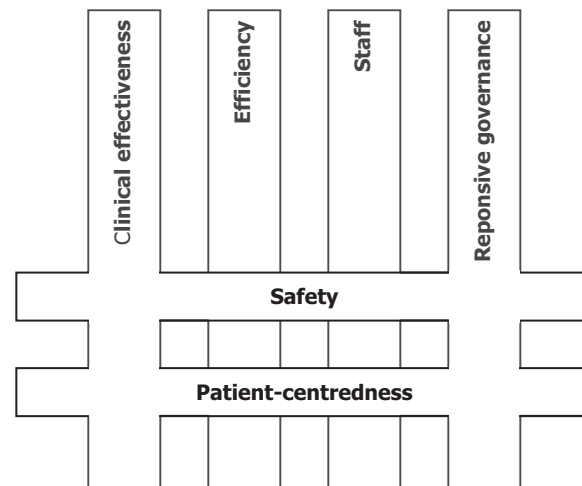 Clinical effectiveness
Efficiency
Staff
Reponsive governance
Safety
Patient-centredness